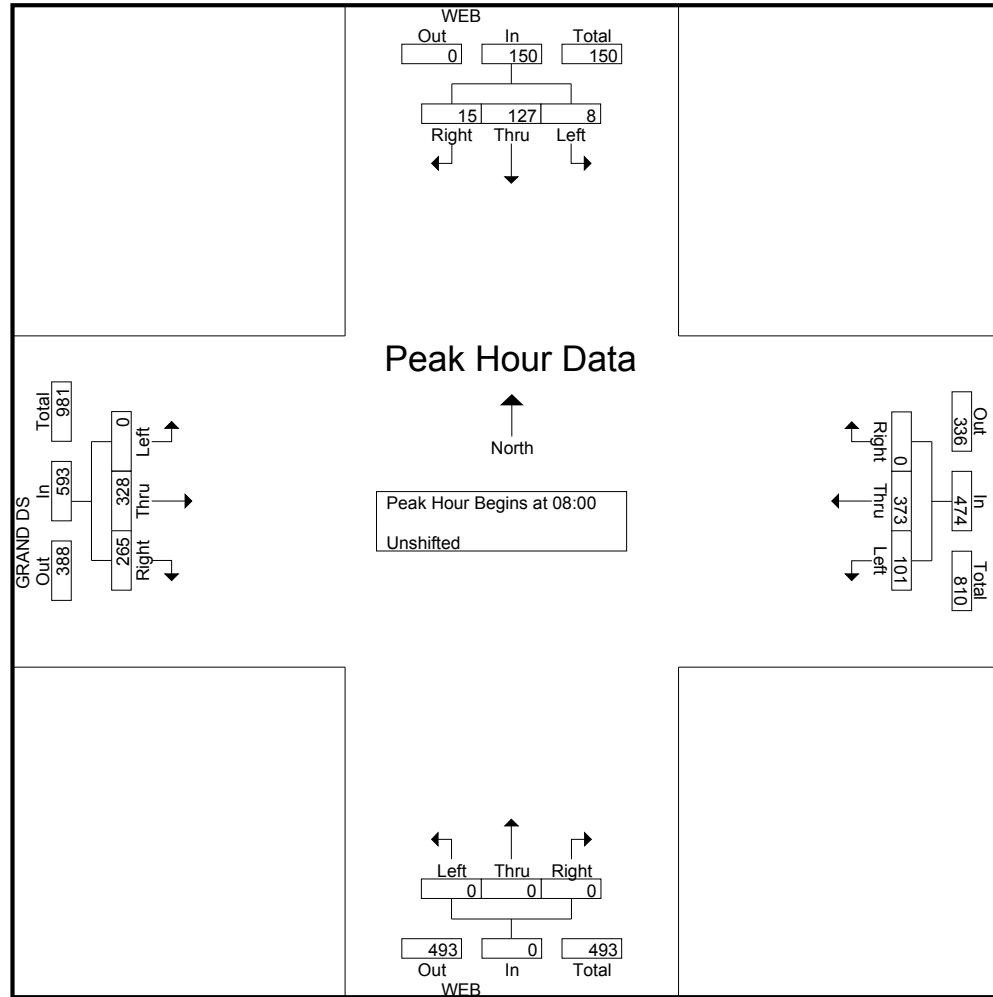 WEB
Out In Total
0 150 150
15 127 8
Right Thru Left
Peak Hour Data
North
Peak Hour Begins at 08:00
Unshifted
GRAND DS
Out In Total
388 593 981
265 328 0
Right Thru Left
Right Thru Left
0 373 101
Out In Total
336 474 810
Left Thru Right
0 0 0
493 0 493
Out In Total
WEB